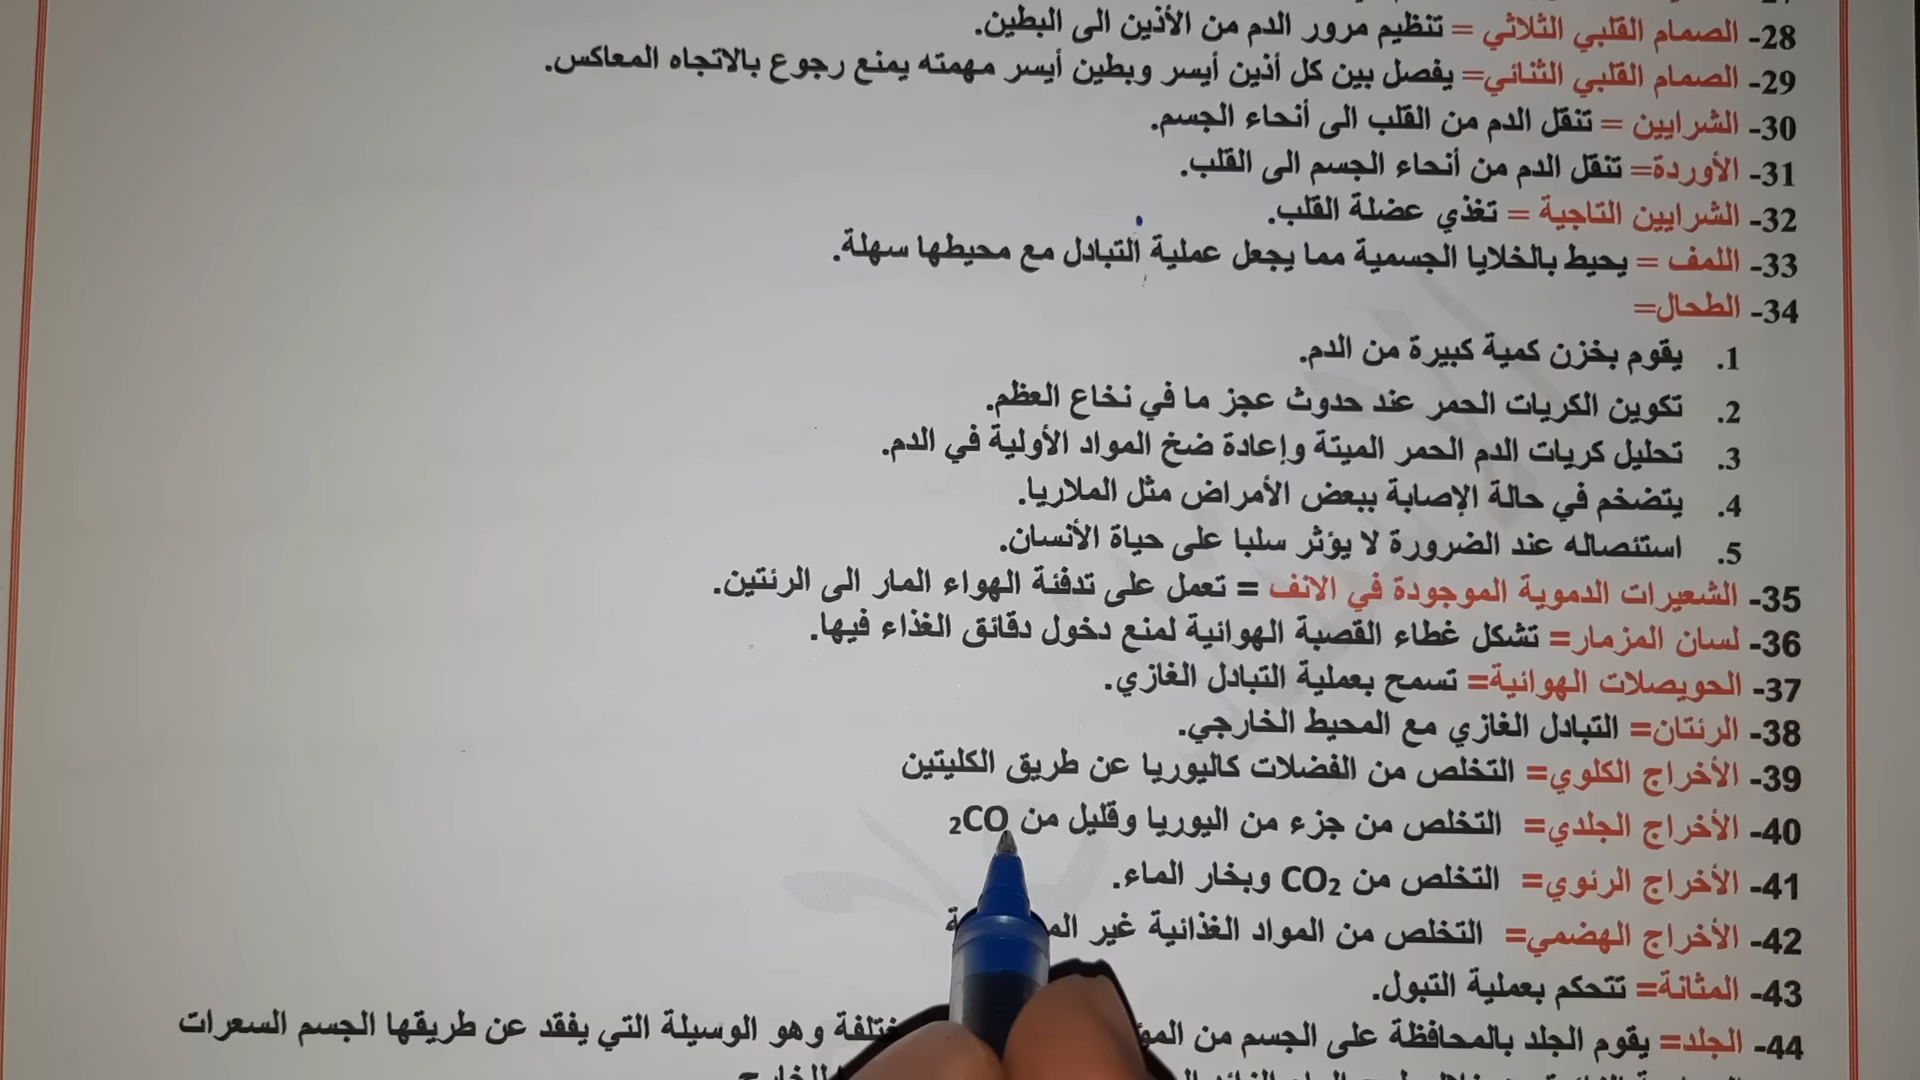 28- الصمام القلبي الثلاثي = تنظيم مرور الدم من الأذين الى البطين.
29- الصمام القلبي الثنائي= يفصل بين كل أذين أيسر وبطين أيسر مهمته يمنع رجوع بالاتجاه المعاكس.
30- الشرايين = تنقل الدم من القلب الى أنحاء الجسم.
31- الأوردة= تنقل الدم من أنحاء الجسم الى القلب.
32- الشرايين التاجية = تغذي عضلة القلب.
33- اللمف = يحيط بالخلايا الجسمية مما يجعل عملية التبادل مع محيطها سهلة.
34- الطحال=
1. يقوم بخزن كمية كبيرة من الدم.
2. تكوين الكريات الحمر عند حدوث عجز ما في نخاع العظم.
3. تحليل كريات الدم الحمر الميتة وإعادة ضخ المواد الأولية في الدم.
4. يتضخم في حالة الإصابة ببعض الأمراض مثل الملاريا.
5. استئصاله عند الضرورة لا يؤثر سلبا على حياة الأنسان.
35- الشعيرات الدموية الموجودة في الانف = تعمل على تدفئة الهواء المار الى الرئتين.
36- لسان المزمار= تشكل غطاء القصبة الهوائية لمنع دخول دقائق الغذاء فيها.
37- الحويصلات الهوائية= تسمح بعملية التبادل الغازي.
38- الرئتان= التبادل الغازي مع المحيط الخارجي.
39- الأخراج الكلوي= التخلص من الفضلات كاليوريا عن طريق الكليتين
40- الأخراج الجلدي= التخلص من جزء من اليوريا وقليل من ₂CO
41- الأخراج الرئوي= التخلص من CO₂ وبخار الماء.
42- الأخراج الهضمي= التخلص من المواد الغذائية غير
43- المثانة= تتحكم بعملية التبول.
44- الجلد= يقوم الجلد بالمحافظة على الجسم من وهو الوسيلة التي يفقد عن طريقها الجسم السعرات